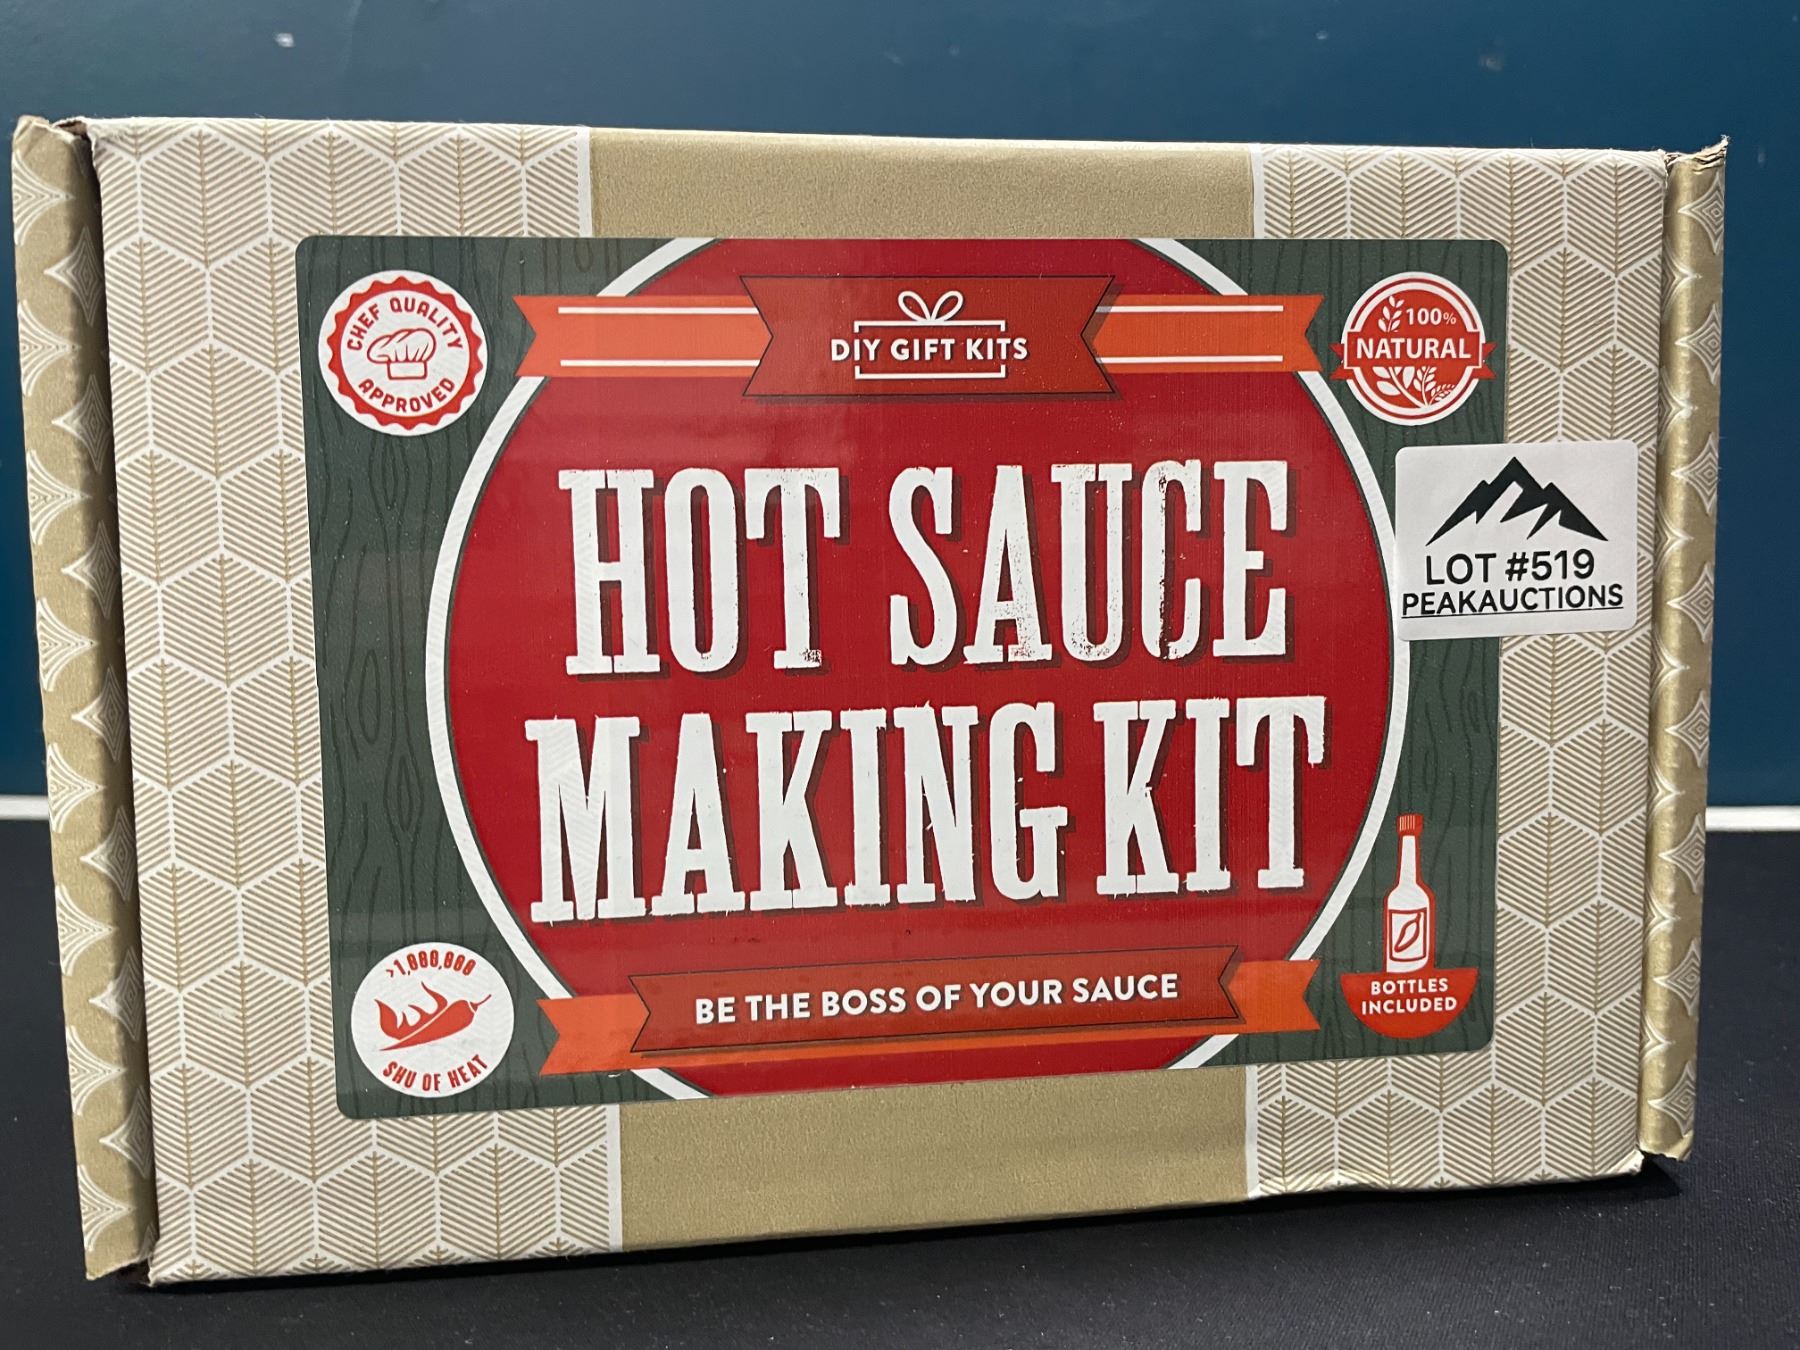 CHEF QUALITY
APPROVED
DIY GIFT KITS
100%
NATURAL
HOT SAUCE
MAKING KIT
LOT #519
PEAKAUCTIONS
>1,000,000
SHU OF HEAT
BE THE BOSS OF YOUR SAUCE
BOTTLES
INCLUDED